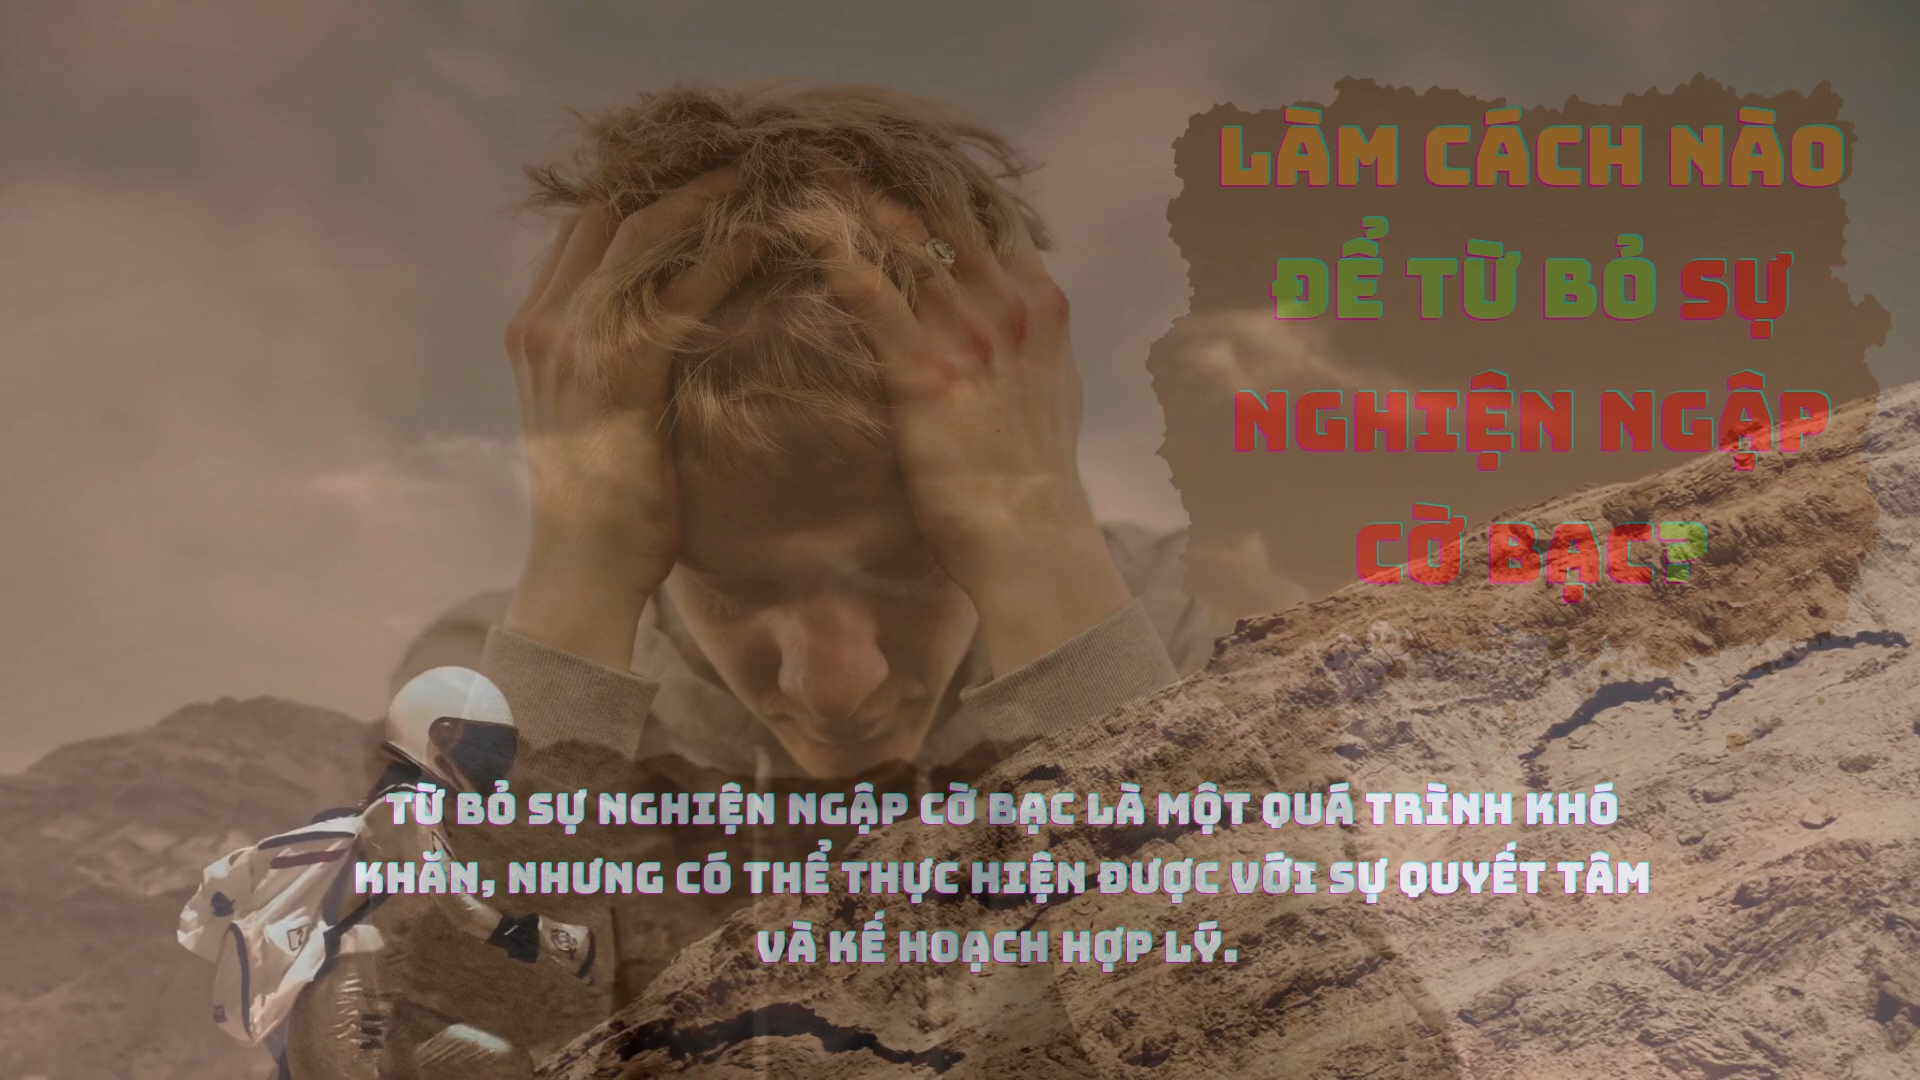 LÀM CÁCH NÀO
ĐỂ TỪ BỎ SỰ
NGHIỆN NGẬP
CỜ BẠC?
TỪ BỎ SỰ NGHIỆN NGẬP CỜ BẠC LÀ MỘT QUÁ TRÌNH KHÓ
KHĂN, NHƯNG CÓ THỂ THỰC HIỆN ĐƯỢC VỚI SỰ QUYẾT TÂM
VÀ KẾ HOẠCH HỢP LÝ.